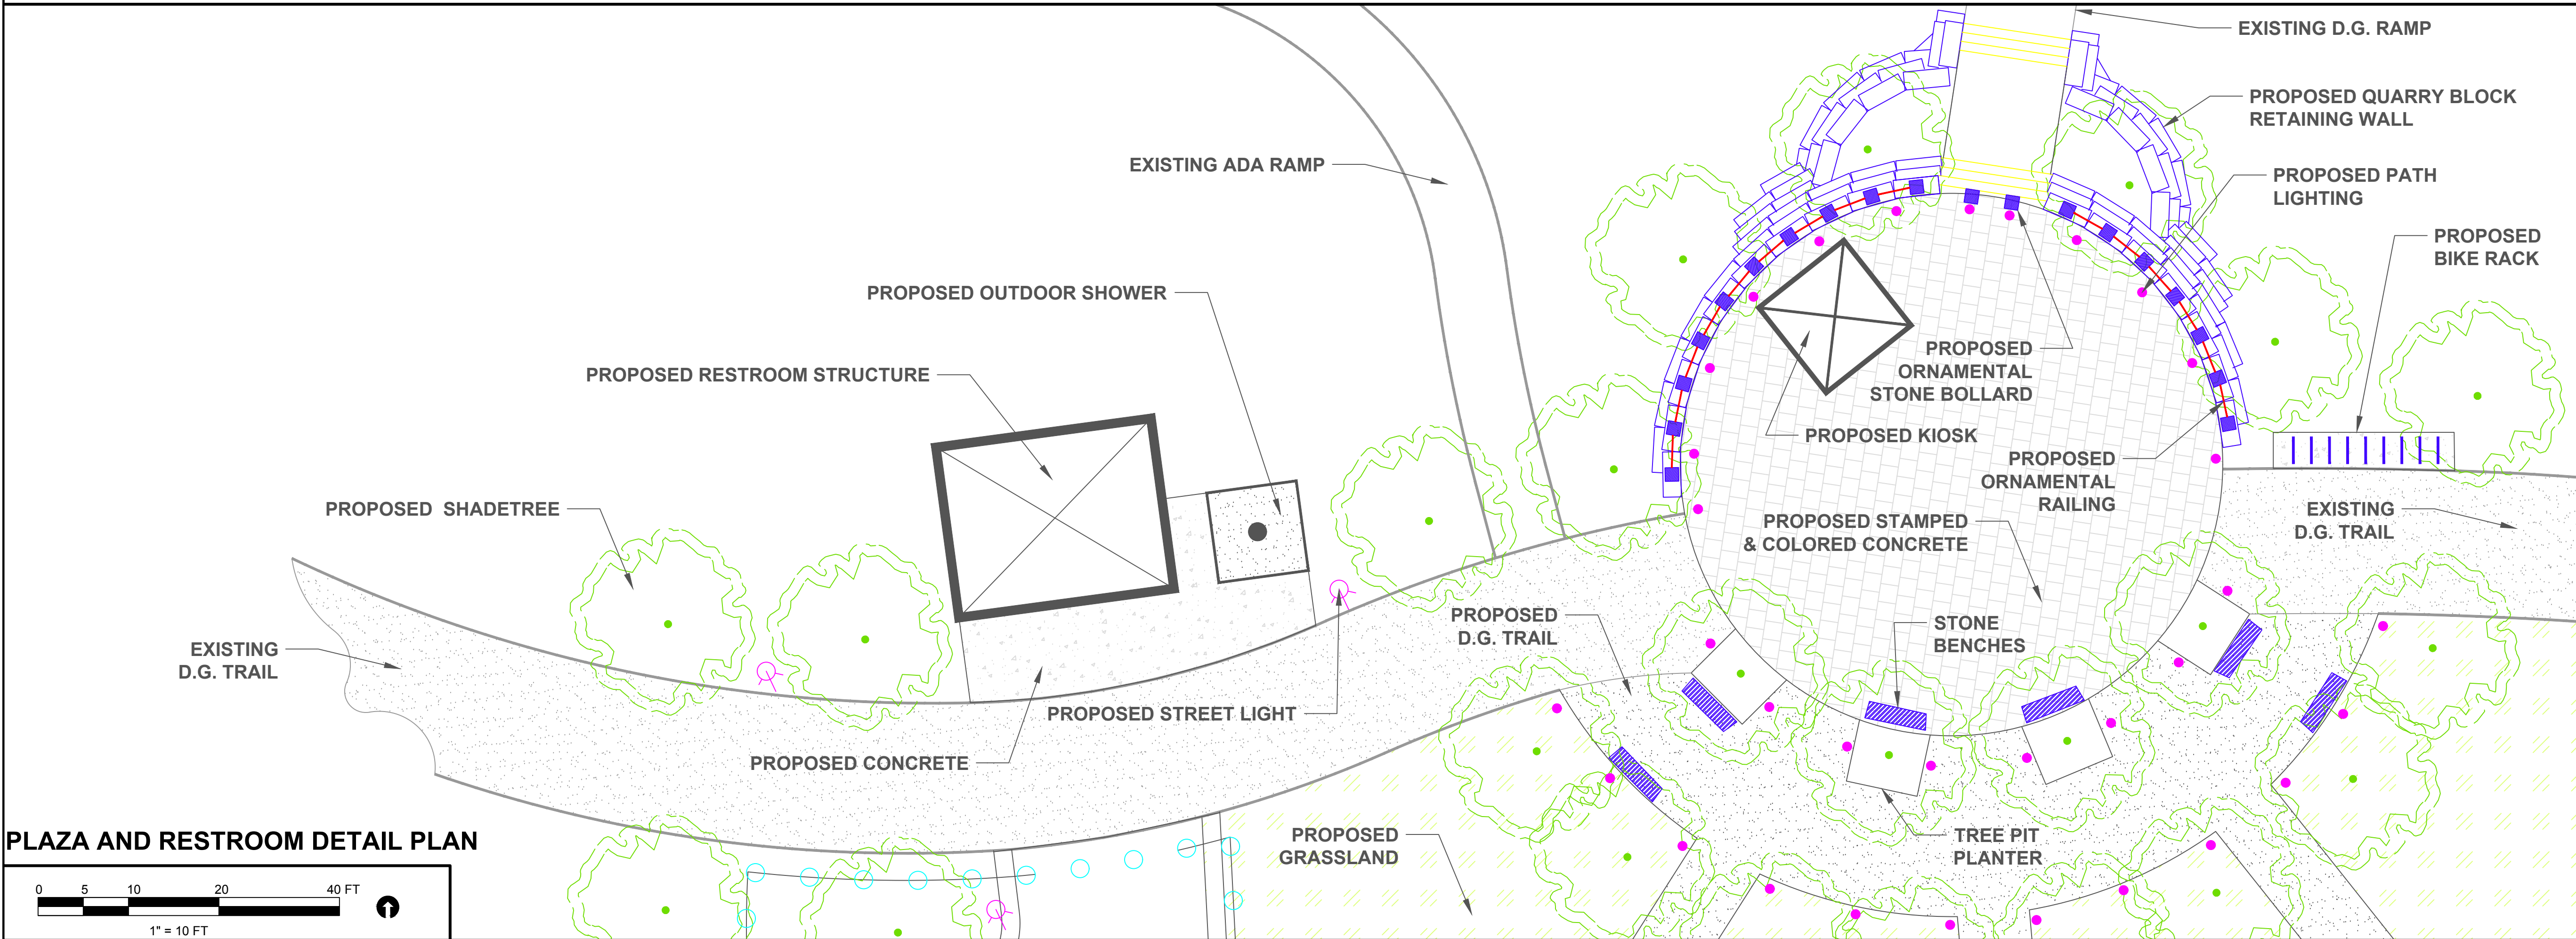 EXISTING D.G. RAMP
PROPOSED QUARRY BLOCK
RETAINING WALL
EXISTING ADA RAMP
PROPOSED PATH
LIGHTING
PROPOSED
BIKE RACK
PROPOSED OUTDOOR SHOWER
PROPOSED
ORNAMENTAL
STONE BOLLARD
PROPOSED RESTROOM STRUCTURE
PROPOSED KIOSK
PROPOSED
ORNAMENTAL
RAILING
PROPOSED SHADETREE
PROPOSED STAMPED
& COLORED CONCRETE
EXISTING
D.G. TRAIL
PROPOSED
D.G. TRAIL
STONE
BENCHES
EXISTING
D.G. TRAIL
PROPOSED STREET LIGHT
PROPOSED CONCRETE
PROPOSED
GRASSLAND
TREE PIT
PLANTER
PLAZA AND RESTROOM DETAIL PLAN
0 5 10 20 40 FT
1" = 10 FT